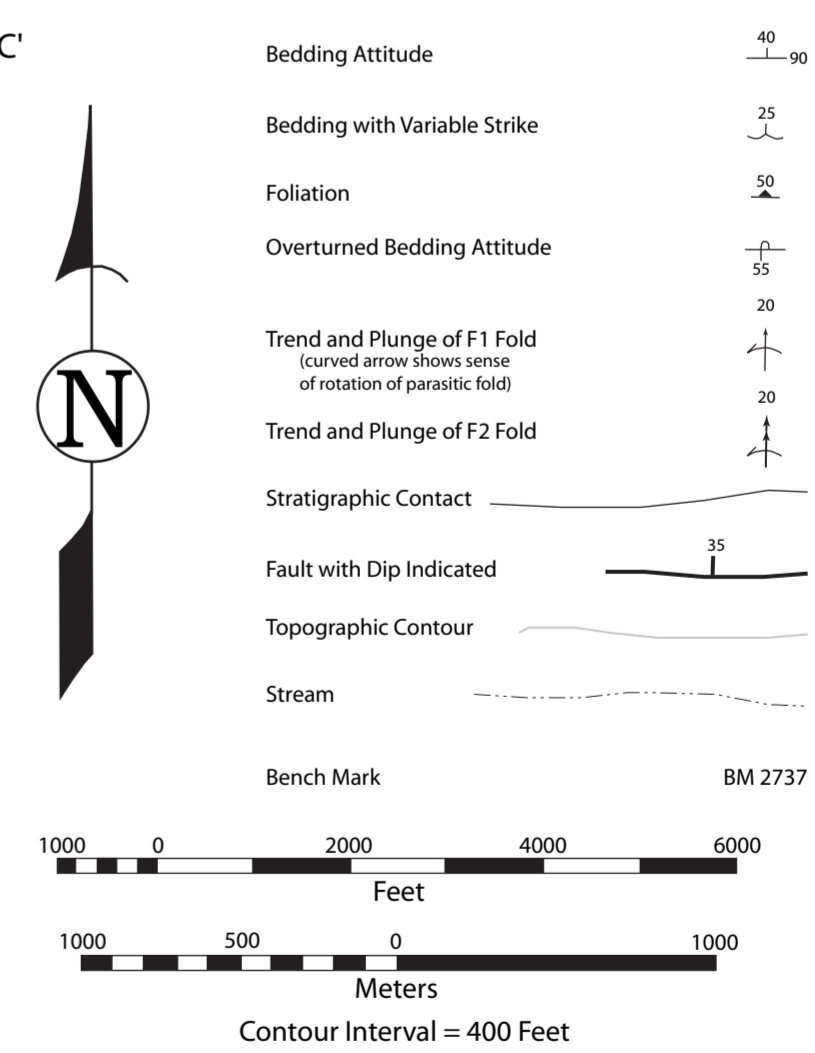 C'
Bedding Attitude
40
90
Bedding with Variable Strike
25
Foliation
50
Overturned Bedding Attitude
55
20
Trend and Plunge of F1 Fold
(curved arrow shows sense
of rotation of parasitic fold)
20
Trend and Plunge of F2 Fold
Stratigraphic Contact
35
Fault with Dip Indicated
Topographic Contour
Stream
Bench Mark BM 2737
N
1000 0 2000 4000 6000
Feet
1000 500 0 1000
Meters
Contour Interval = 400 Feet